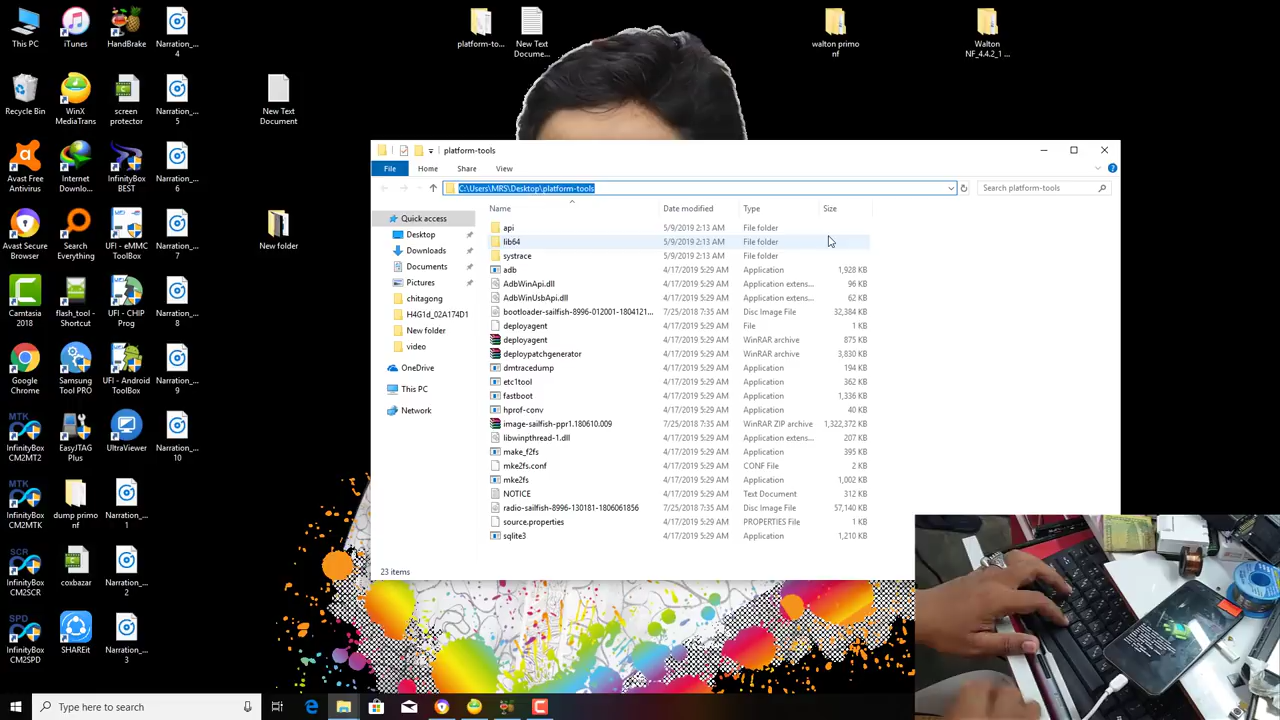 This PC
iTunes
HandBrake
Narration_...
4
platform-to...
New Text
Docume...
walton primo
nf
Walton
NF_4.4.2_1 ...
Recycle Bin
WinX
MediaTrans
screen
protector
Narration_...
5
New Text
Document
Avast Free
Antivirus
Internet
Downlo...
InfinityBox
BEST
Narration_...
6
Avast Secure
Browser
Search
Everything
UFI - eMMC
ToolBox
Narration_...
7
New folder
Camtasia
2018
flash_tool -
Shortcut
UFI - CHIP
Prog
Narration_...
8
Google
Chrome
Samsung
Tool PRO
UFI - Android
ToolBox
Narration_...
9
MTK
InfinityBox
CM2MT2
EasyJTAG
Plus
UltraViewer
Narration_...
10
MTK
InfinityBox
CM2MTK
dump primo
nf
Narration_...
1
SCR
InfinityBox
CM2SCR
coxbazar
Narration_...
2
SPD
InfinityBox
CM2SPD
SHAREit
Narration_...
3
platform-tools
File Home Share View
C:\Users\MRS\Desktop\platform-tools
Search platform-tools
Name Date modified Type Size
Quick access
Desktop
Downloads
Documents
Pictures
chitagong
H4G1d_02A174D1
New folder
video
OneDrive
This PC
Network
api 5/9/2019 2:13 AM File folder
lib64 5/9/2019 2:13 AM File folder
systrace 5/9/2019 2:13 AM File folder
adb 4/17/2019 5:29 AM Application 1,928 KB
AdbWinApi.dll 4/17/2019 5:29 AM Application extens... 96 KB
AdbWinUsbApi.dll 4/17/2019 5:29 AM Application extens... 62 KB
bootloader-sailfish-8996-012001-1804121... 7/25/2018 7:35 AM Disc Image File 32,384 KB
deployagent 4/17/2019 5:29 AM File 1 KB
deployagent 4/17/2019 5:29 AM WinRAR archive 875 KB
deploypatchgenerator 4/17/2019 5:29 AM WinRAR archive 3,830 KB
dmtracedump 4/17/2019 5:29 AM Application 194 KB
etc1tool 4/17/2019 5:29 AM Application 362 KB
fastboot 4/17/2019 5:29 AM Application 1,336 KB
hprof-conv 4/17/2019 5:29 AM Application 40 KB
image-sailfish-ppr1.180610.009 7/25/2018 7:35 AM WinRAR ZIP archive 1,322,372 KB
libwinpthread-1.dll 4/17/2019 5:29 AM Application extens... 207 KB
make_f2fs 4/17/2019 5:29 AM Application 395 KB
mke2fs.conf 4/17/2019 5:29 AM CONF File 2 KB
mke2fs 4/17/2019 5:29 AM Application 1,002 KB
NOTICE 4/17/2019 5:29 AM Text Document 312 KB
radio-sailfish-8996-130181-1806061856 7/25/2018 7:35 AM Disc Image File 57,140 KB
source.properties 4/17/2019 5:29 AM PROPERTIES File 1 KB
sqlite3 4/17/2019 5:29 AM Application 1,210 KB
23 items
Type here to search